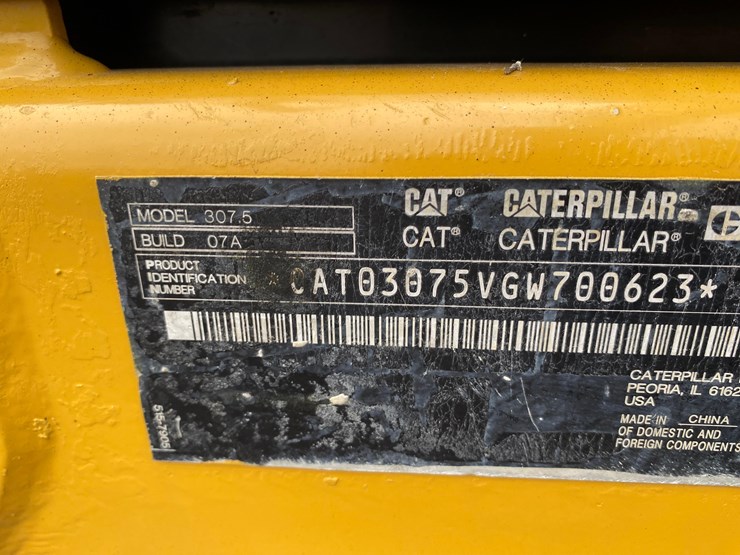 MODEL 307.5
BUILD 07A
CAT® CATERPILLAR®
CAT® CATERPILLAR®
PRODUCT
IDENTIFICATION
NUMBER
*CAT03075VGW700623*
CATERPILLAR
PEORIA, IL 6162
USA
MADE IN CHINA
OF DOMESTIC AND
FOREIGN COMPONENTS